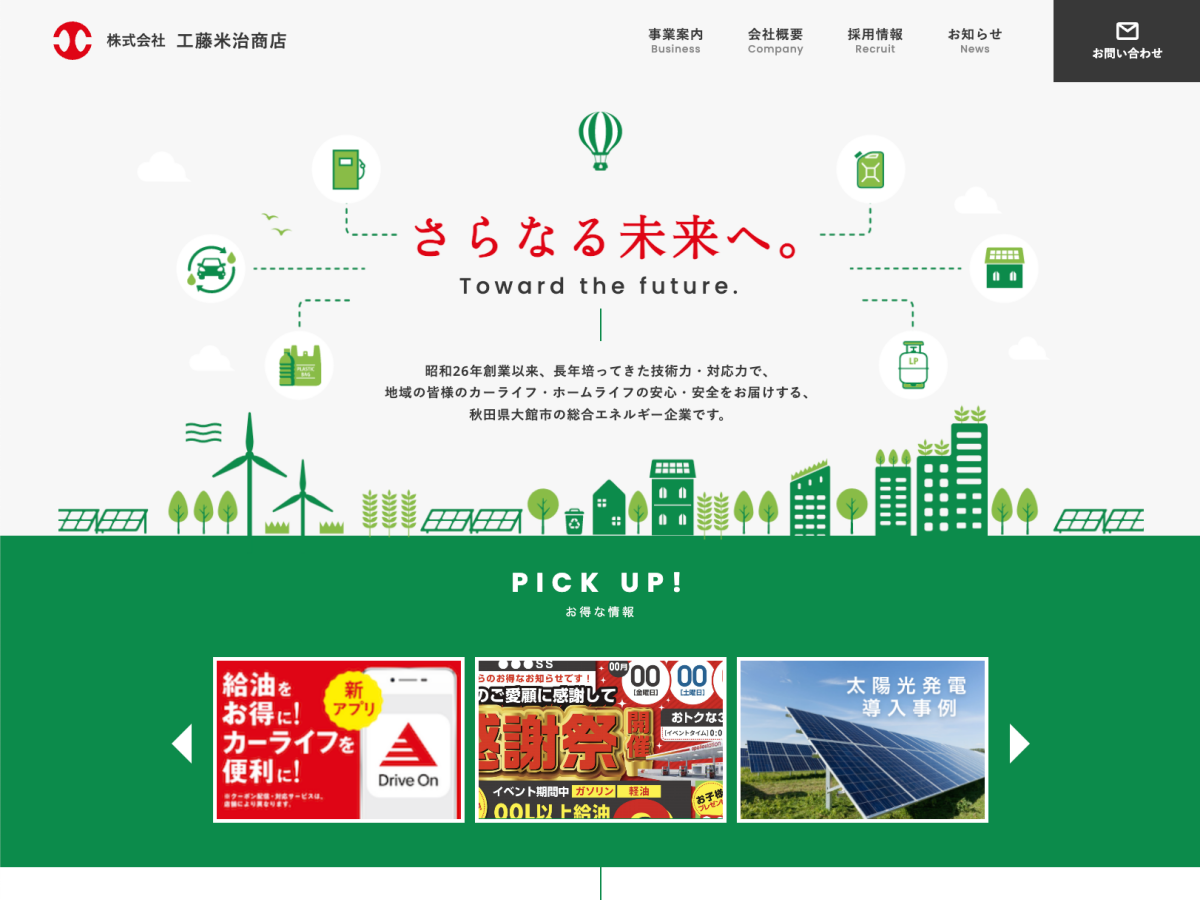 株式会社 工藤米治商店
事業案内
Business
会社概要
Company
採用情報
Recruit
お知らせ
News
お問い合わせ
さらなる未来へ。
Toward the future.
昭和26年創業以来、長年培ってきた技術力・対応力で、
地域の皆様のカーライフ・ホームライフの安心・安全をお届けする、
秋田県大館市の総合エネルギー企業です。
PLASTIC
BAG
LP
PICK UP!
お得な情報
給油を
お得に!
カーライフを
便利に!
※クーポン配信・対応サービスは、
店舗により異なります。
新
アプリ
Drive On
●●●SS
らのお得なお知らせです!
のご愛顧に感謝して
感謝祭
開催
00月
00
[金曜日]
00
[土曜日]
おトクな3
[イベントタイム]0:0
イベント期間中 ガソリン 軽油
00L以上給油
お子様
プレゼン
太陽光発電
導入事例